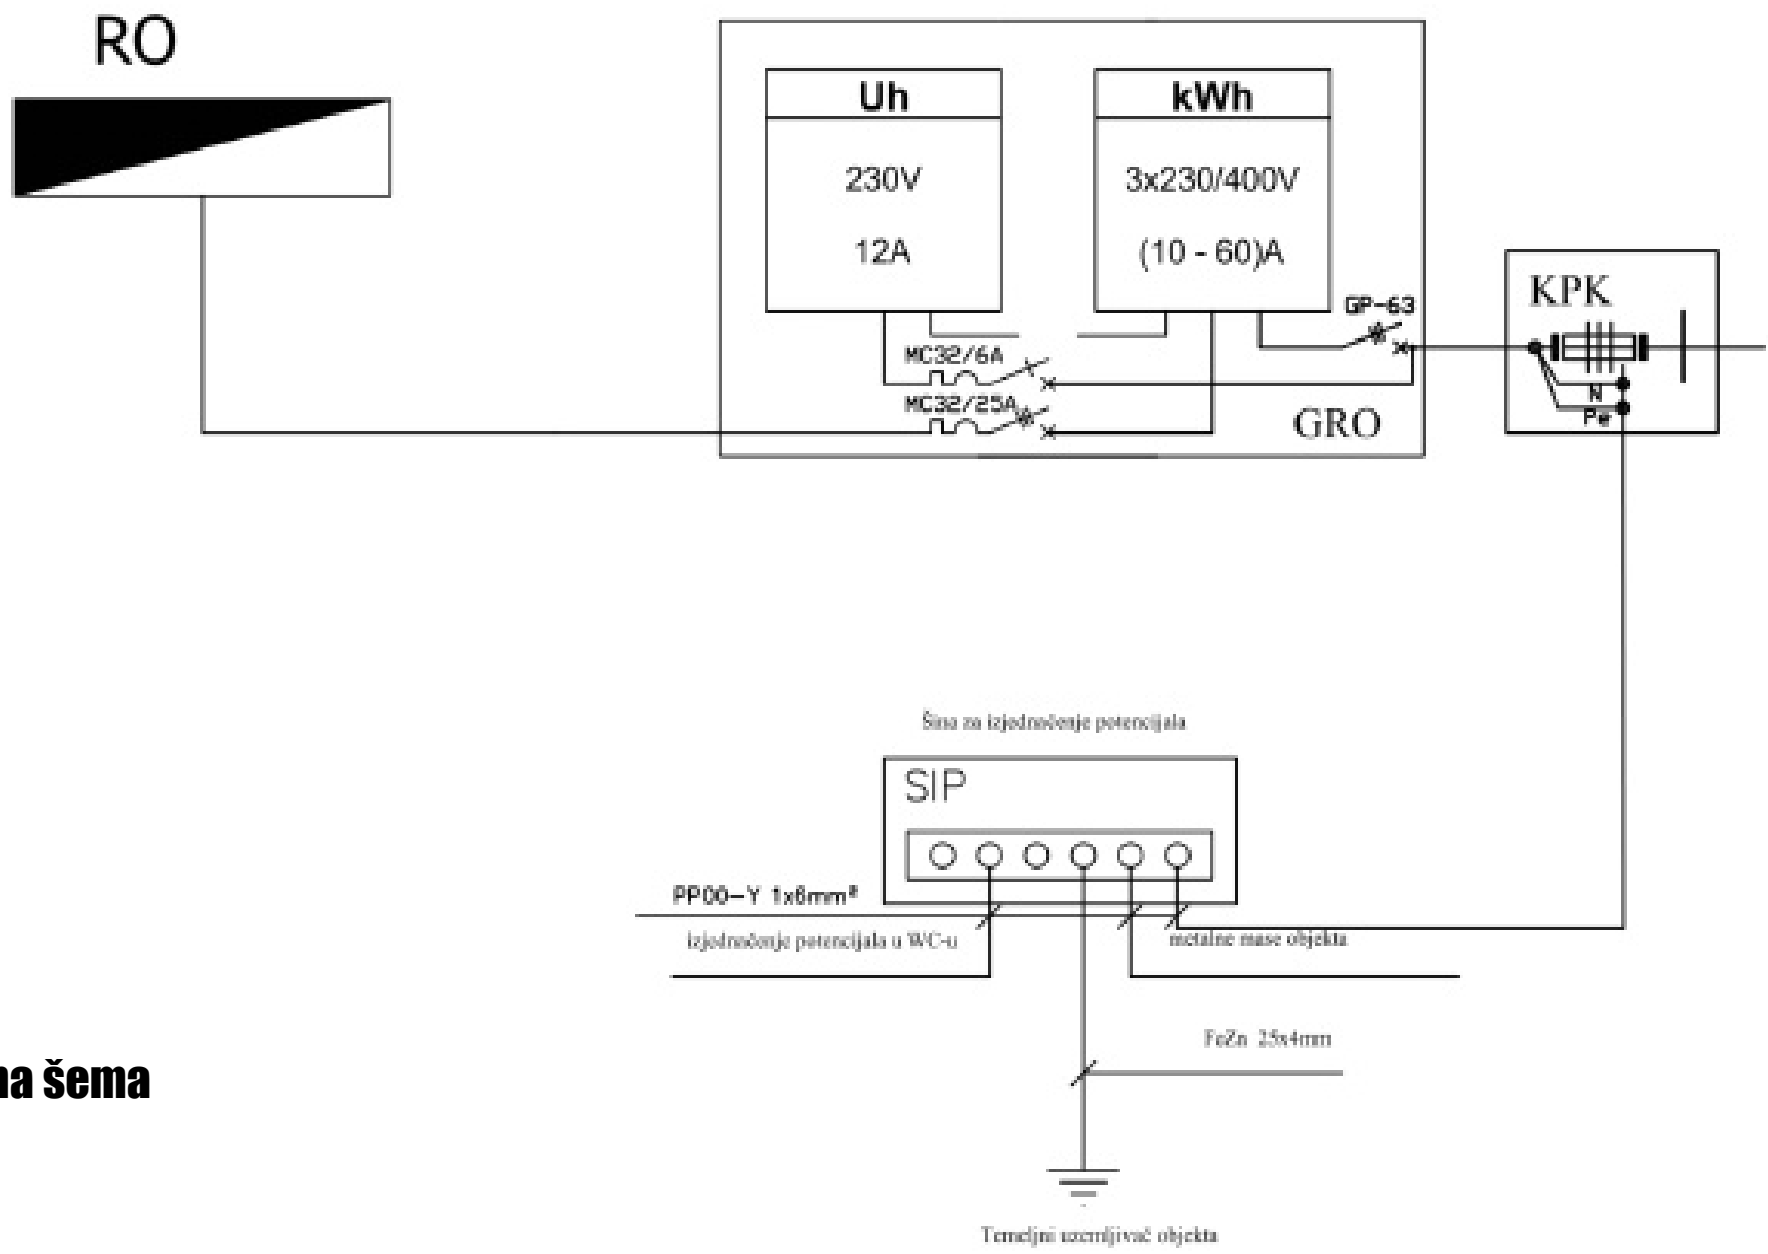 RO
Uh
230V
12A
kWh
3x230/400V
(10 - 60)A
GP-63
MC32/6A
MC32/25A
GRO
KPK
N
Pe
Šina za izjednačenje potencijala
SIP
PP00-Y 1x6mm²
izjednačenje potencijala u WC-u
metalne mase objekta
FeZn 25x4mm
na šema
Temeljni uzemljivač objekta